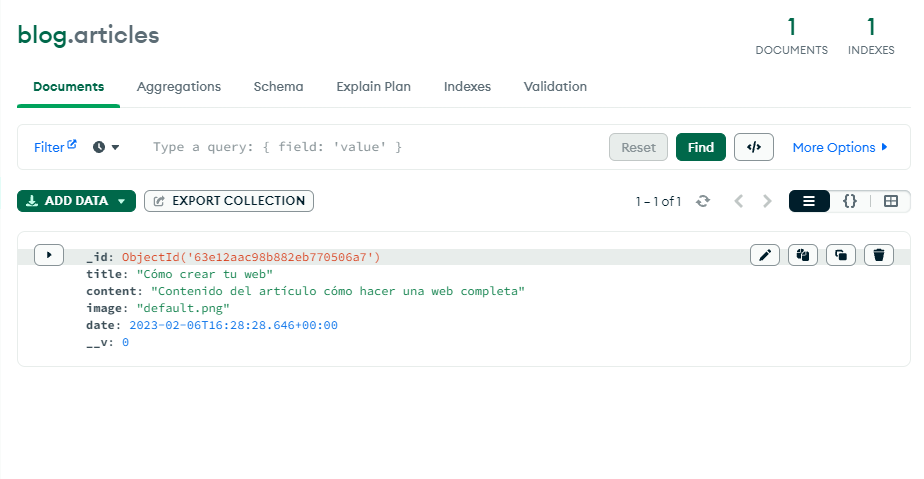 blog.articles
1
DOCUMENTS
1
INDEXES
Documents Aggregations Schema Explain Plan Indexes Validation
Filter Type a query: { field: 'value' } Reset Find </> More Options
ADD DATA EXPORT COLLECTION 1 – 1 of 1 {}
_id: ObjectId('63e12aac98b882eb770506a7')
title: "Cómo crear tu web"
content: "Contenido del artículo cómo hacer una web completa"
image: "default.png"
date: 2023-02-06T16:28:28.646+00:00
__v: 0